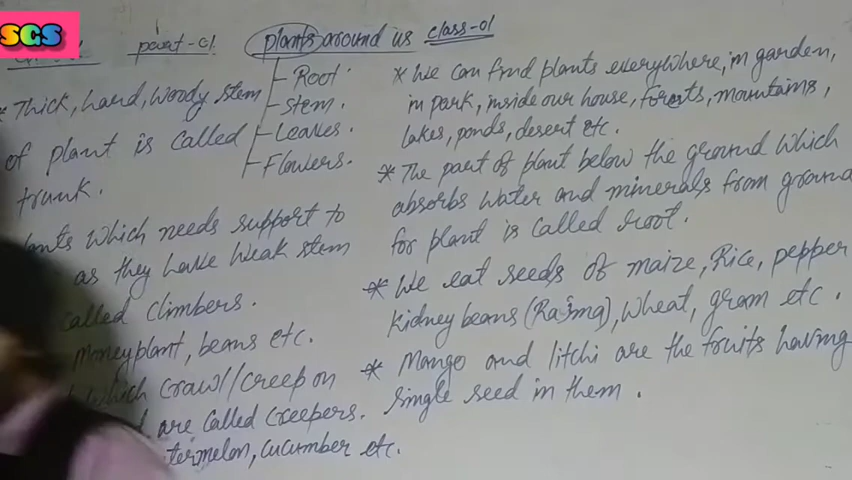 SGS
part-01
plants around us class-01
Root
Stem.
Leaves.
Flowers.
* Thick, hard, woody stem
of plant is called
trunk.
which needs support to
as they have weak stem
called climbers.
moneyplant, beans etc.
which crawl/creep on
are called creepers.
termelon, cucumber etc.
* We can find plants everywhere, in garden,
in park, inside our house, forests, mountains,
lakes, ponds, desert etc.
* The part of plant below the ground which
absorbs water and minerals from ground
for plant is called root.
* We eat seeds of maize, Rice, pepper
Kidney beans (Rajma), wheat, gram etc.
* Mango and litchi are the fruits having
single seed in them.